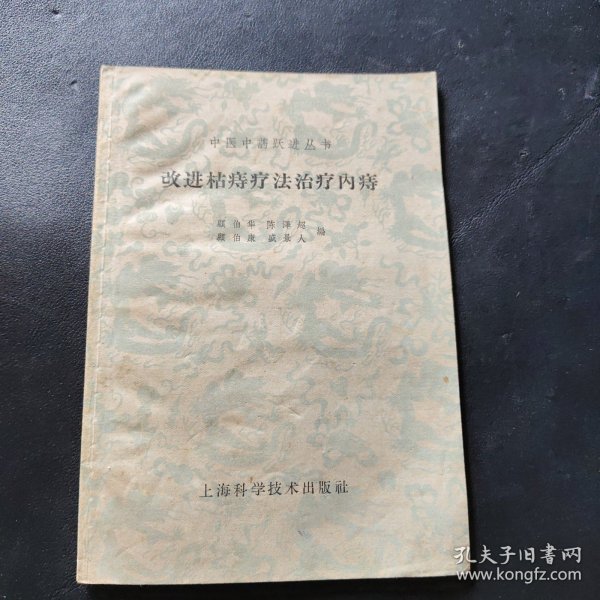 中医中药跃进丛书
改进枯痔疗法治疗内痔
顾伯华 陈泽超
顾伯康 盛景人
编
上海科学技术出版社
孔夫子旧书网
www.kongfz.com